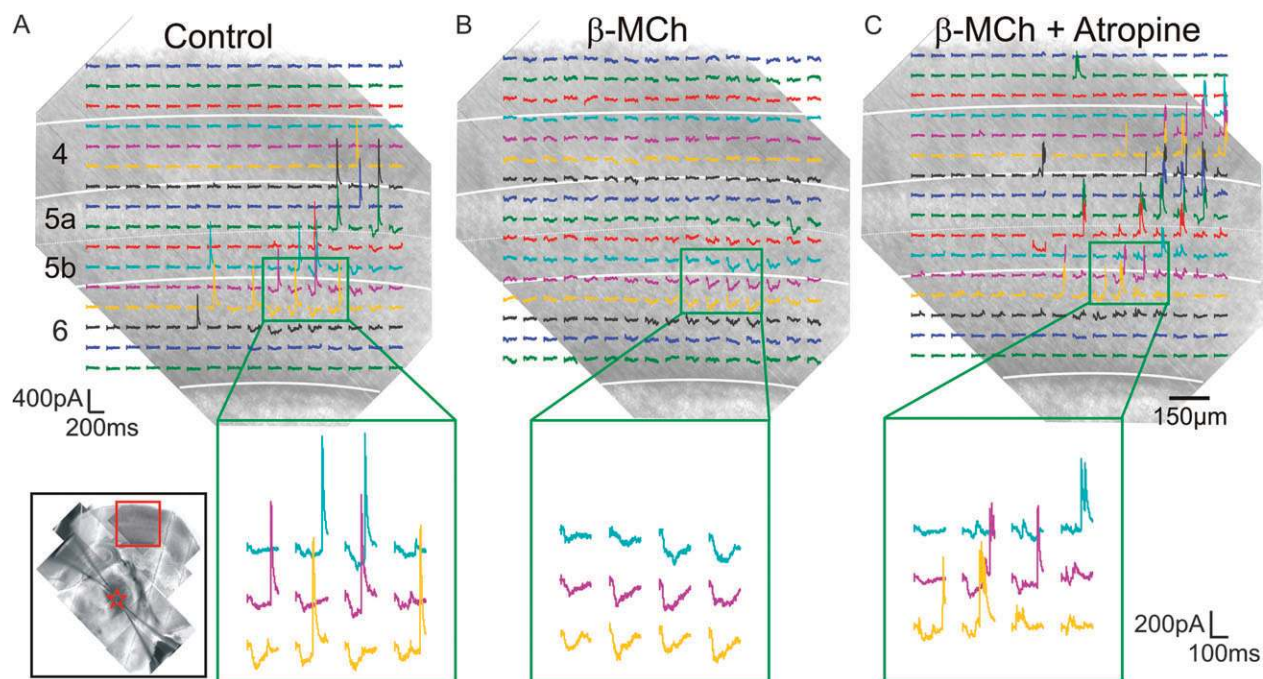 A
Control
B
β-MCh
C
β-MCh + Atropine
4
5a
5b
6
400pA
200ms
150µm
200pA
100ms